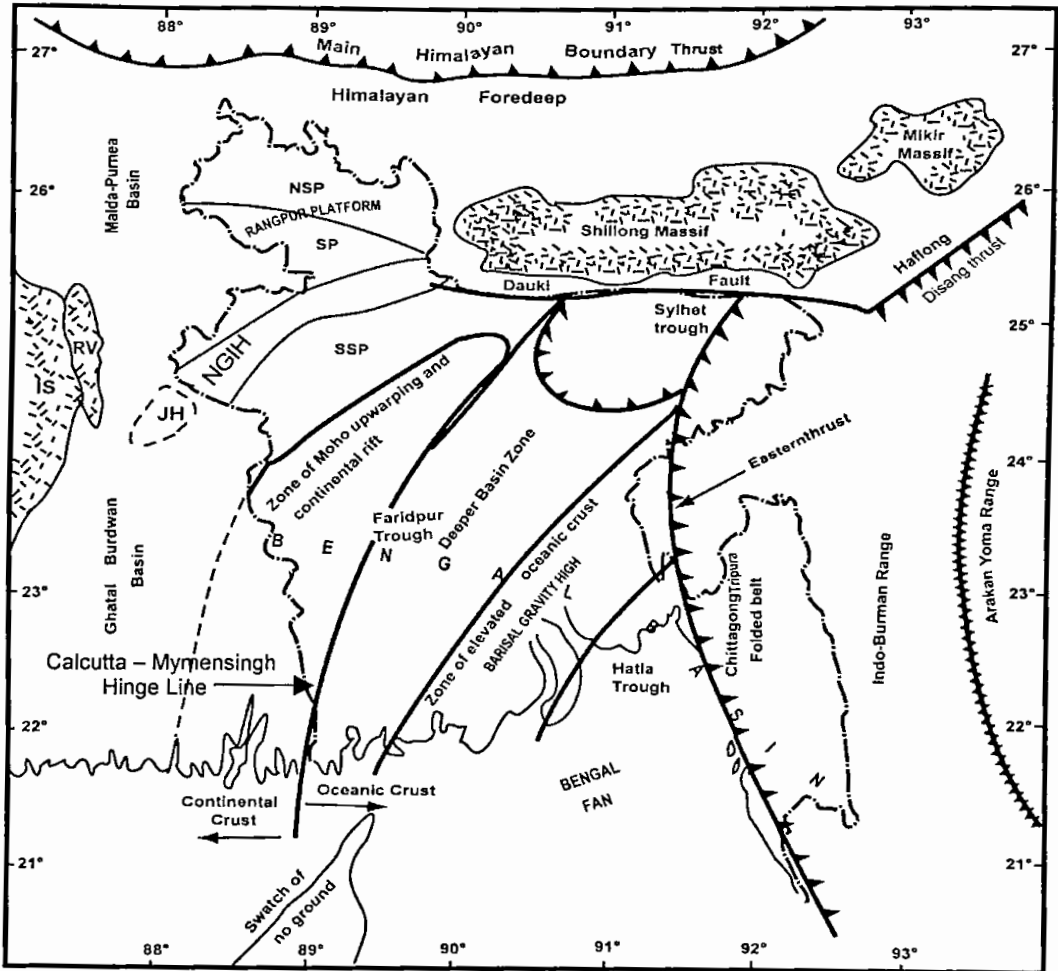 88° 89° 90° 91° 92° 93°
27° 27°
Main Himalayan Boundary Thrust
Himalayan Foredeep
Mikir
Massif
Malda-Purnea
Basin
26° 26°
NSP
RANGPUR PLATFORM
SP
Shillong Massif
Haflong
Disang thrust
Dauki Fault
Sylhet
trough
25° 25°
RV
IS
NGIH
SSP
JH
Zone of Moho upwarping and
continental rift
Deeper Basin Zone
Easternthrust
24° 24°
Faridpur
Trough
B E N G A L B A S I N
Ghatal Burdwan
Basin
Zone of elevated oceanic crust
BARISAL GRAVITY HIGH
Chittagong Tripura
Folded belt
Indo-Burman Range
Arakan Yoma Range
23° 23°
Calcutta – Mymensingh
Hinge Line
Hatla
Trough
22° 22°
BENGAL
FAN
Continental
Crust
Oceanic Crust
21° 21°
Swatch of
no ground
88° 89° 90° 91° 92° 93°